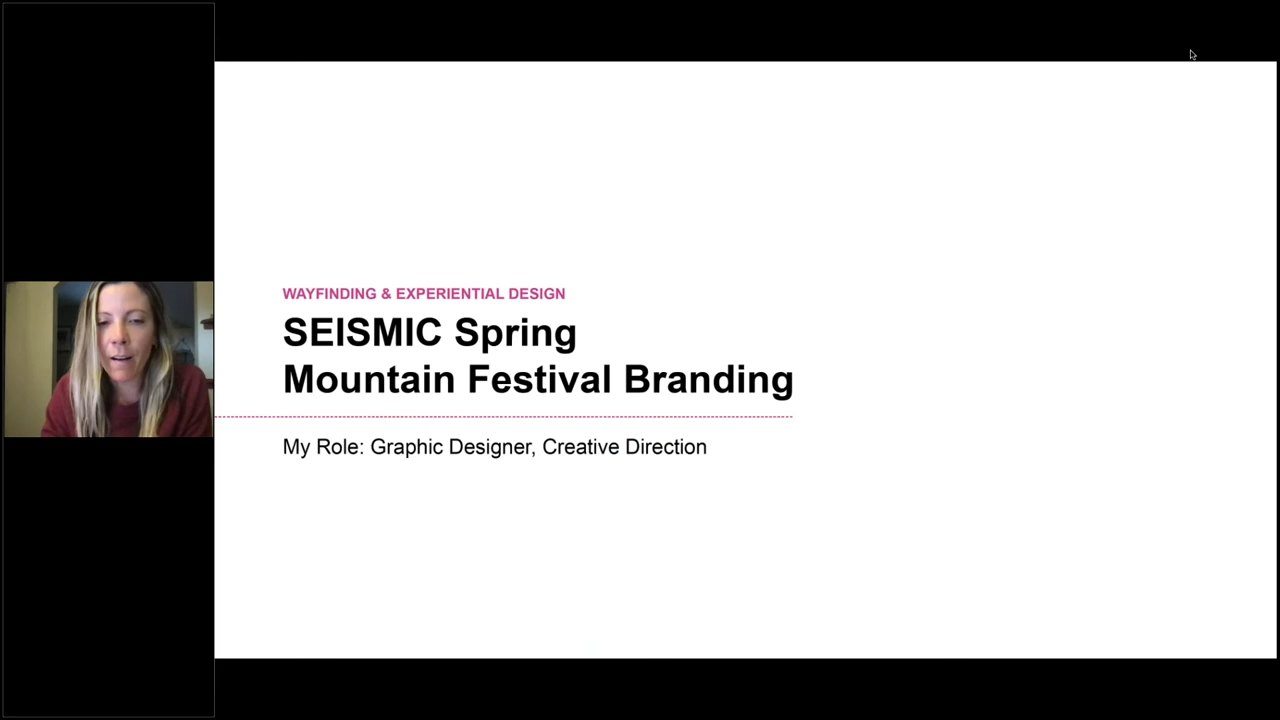 WAYFINDING & EXPERIENTIAL DESIGN
SEISMIC Spring
Mountain Festival Branding
My Role: Graphic Designer, Creative Direction